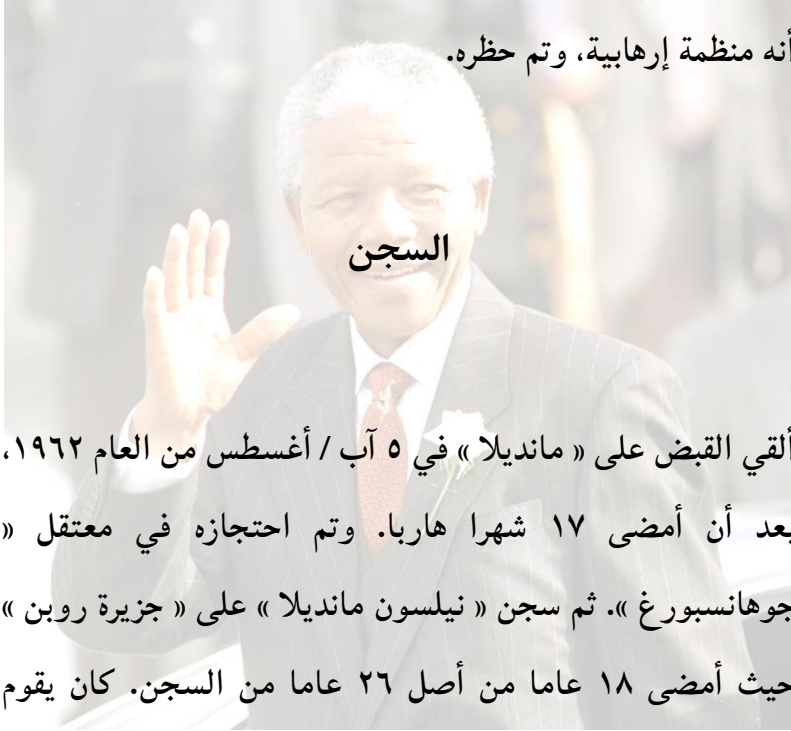 أنه منظمة إرهابية، وتم حظره.
السجن
ألقي القبض على « مانديلا » في ٥ آب / أغسطس من العام ١٩٦٢،
بعد أن أمضى ١٧ شهرا هاربا. وتم احتجازه في معتقل «
جوهانسبورغ ». ثم سجن « نيلسون مانديلا » على « جزيرة روبن »
حيث أمضى ١٨ عاما من أصل ٢٦ عاما من السجن. كان يقوم